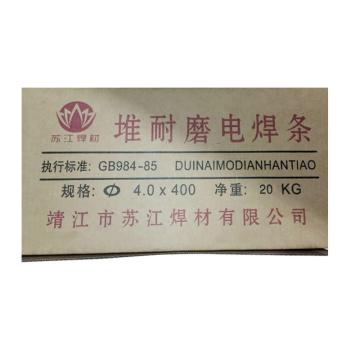 苏江焊材
堆耐磨电焊条
执行标准: GB984-85 DUINAIMODIANHANTIAO
规格: Φ 4.0 x 400 净重: 20 KG
靖江市苏江焊材有限公司